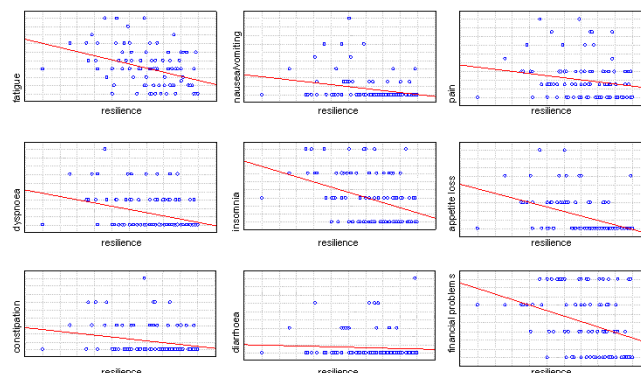 fatigue
resilience
nausea/vomiting
resilience
pain
resilience
dyspnoea
resilience
insomnia
resilience
appetite loss
resilience
constipation
resilience
diarrhoea
resilience
financial problems
resilience